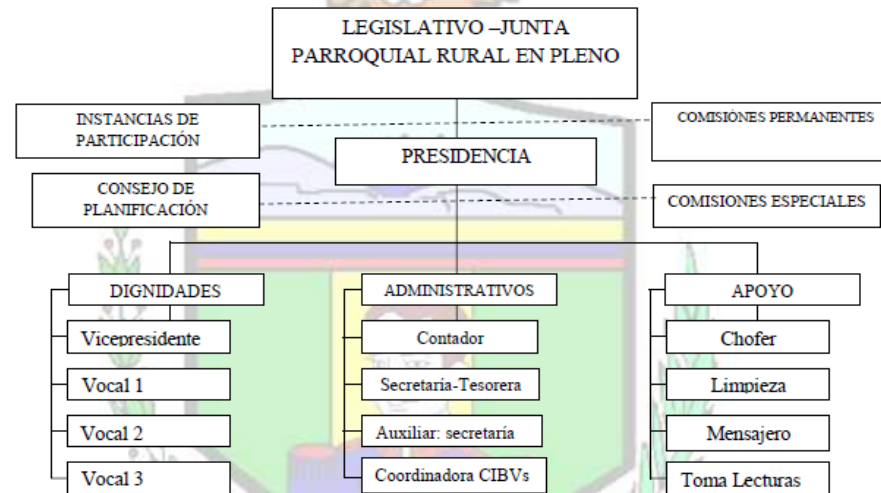 LEGISLATIVO –JUNTA
PARROQUIAL RURAL EN PLENO
INSTANCIAS DE
PARTICIPACIÓN
COMISIÓNES PERMANENTES
PRESIDENCIA
CONSEJO DE
PLANIFICACIÓN
COMISIONES ESPECIALES
DIGNIDADES
ADMINISTRATIVOS
APOYO
Vicepresidente
Contador
Chofer
Vocal 1
Secretaría-Tesorera
Limpieza
Vocal 2
Auxiliar: secretaría
Mensajero
Vocal 3
Coordinadora CIBVs
Toma Lecturas